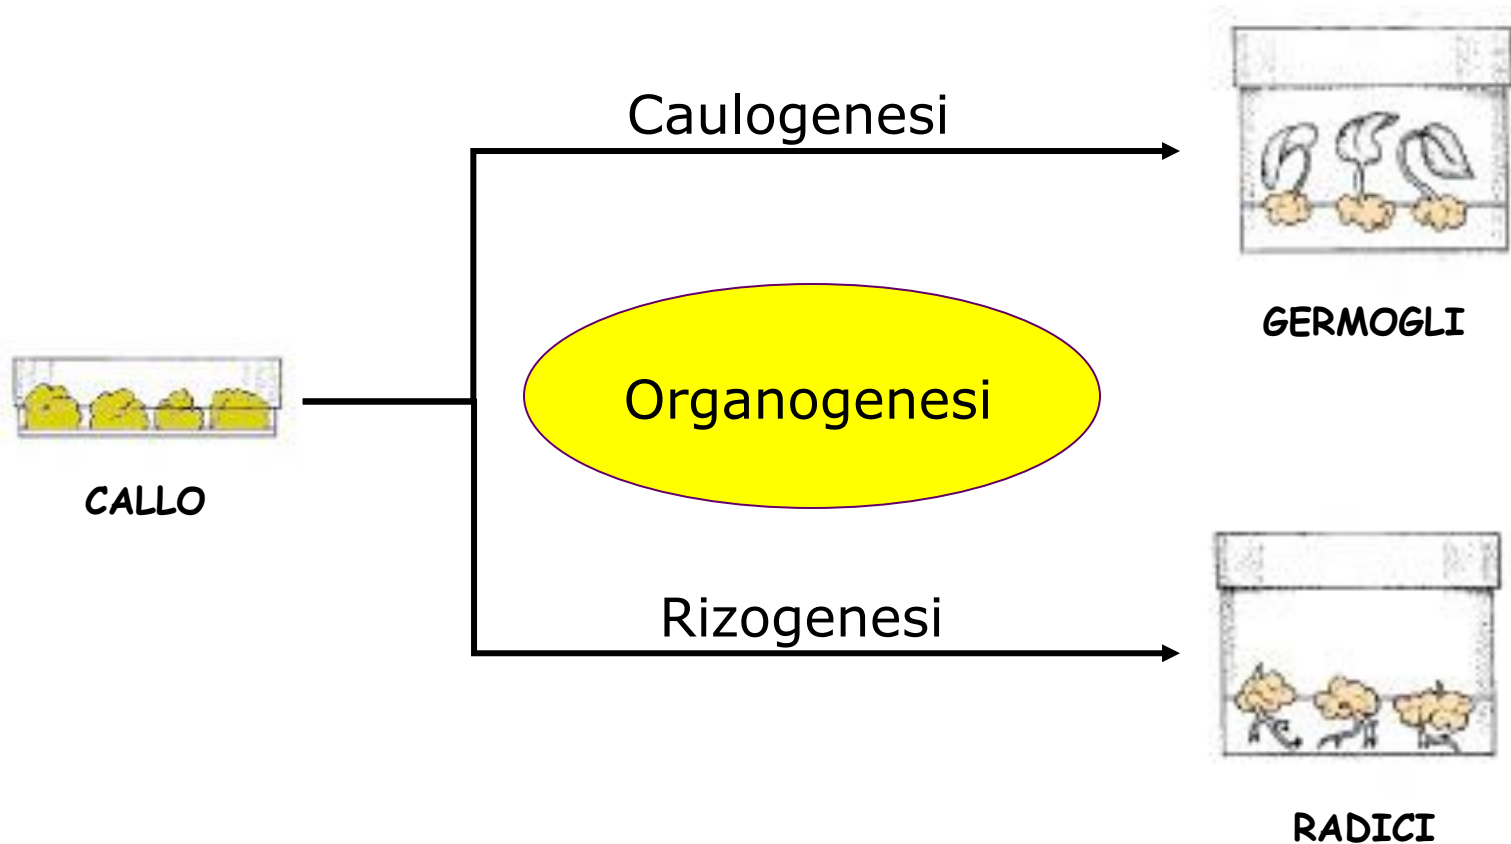 Caulogenesi
GERMOGLI
Organogenesi
CALLO
Rizogenesi
RADICI